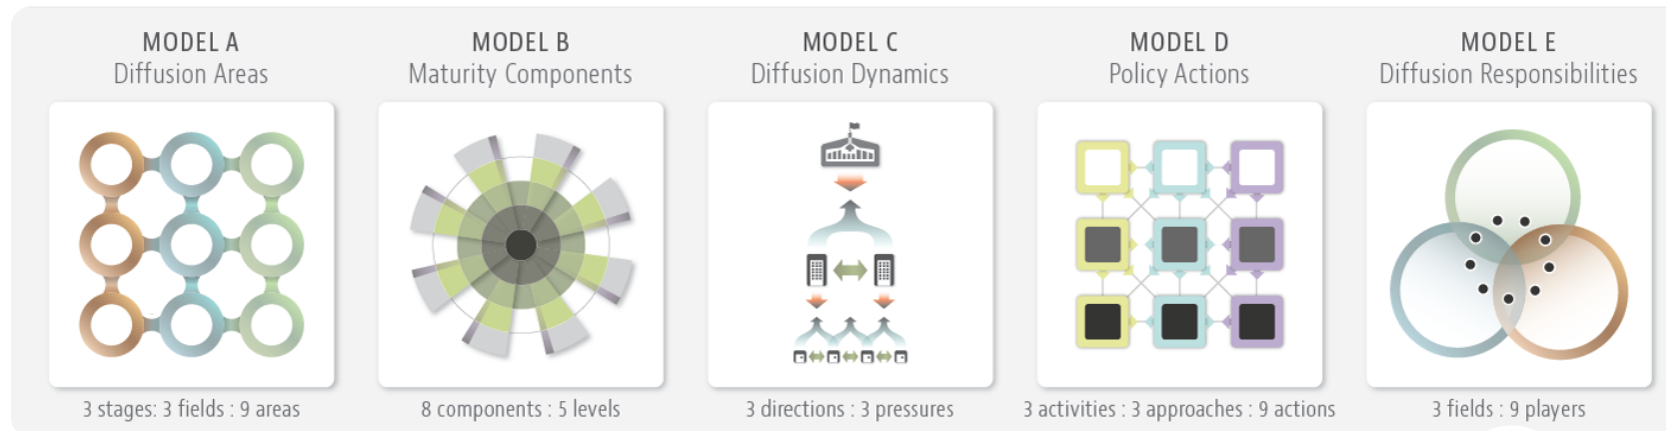 MODEL A
Diffusion Areas
3 stages: 3 fields : 9 areas
MODEL B
Maturity Components
8 components : 5 levels
MODEL C
Diffusion Dynamics
3 directions : 3 pressures
MODEL D
Policy Actions
3 activities : 3 approaches : 9 actions
MODEL E
Diffusion Responsibilities
3 fields : 9 players